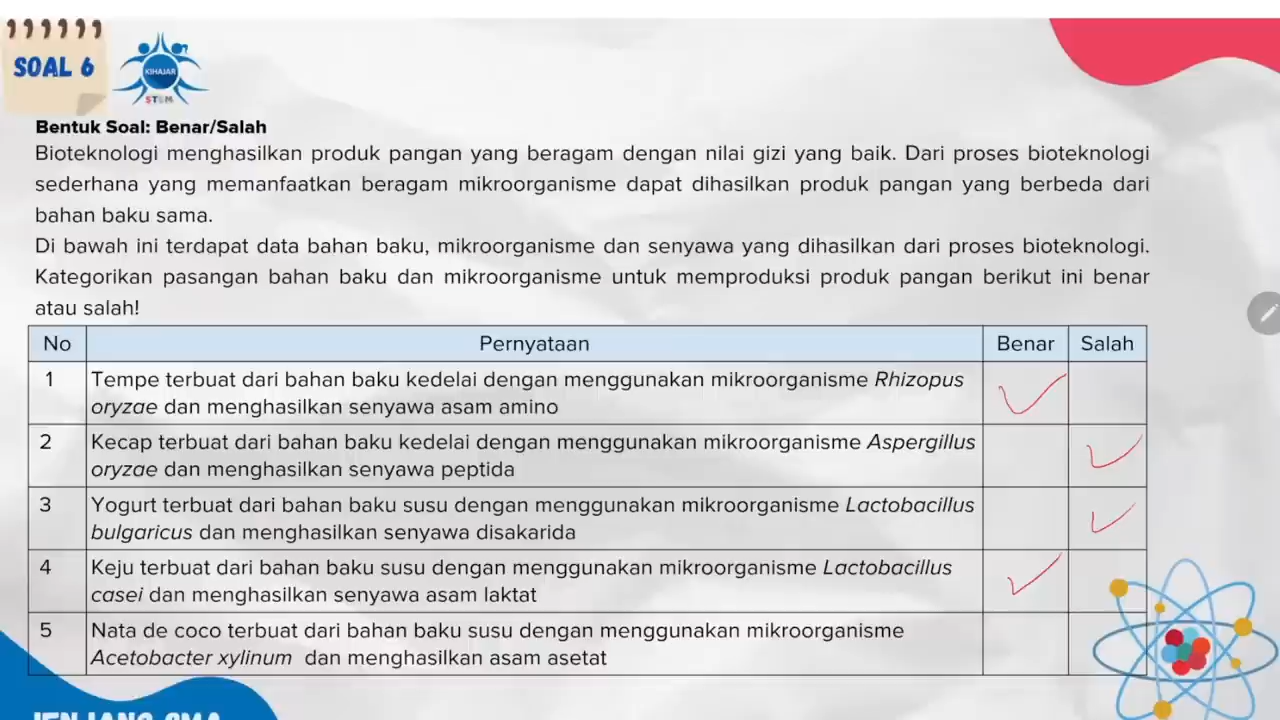 SOAL 6
KIHAJAR
STEM
Bentuk Soal: Benar/Salah
Bioteknologi menghasilkan produk pangan yang beragam dengan nilai gizi yang baik. Dari proses bioteknologi
sederhana yang memanfaatkan beragam mikroorganisme dapat dihasilkan produk pangan yang berbeda dari
bahan baku sama.
Di bawah ini terdapat data bahan baku, mikroorganisme dan senyawa yang dihasilkan dari proses bioteknologi.
Kategorikan pasangan bahan baku dan mikroorganisme untuk memproduksi produk pangan berikut ini benar
atau salah!
No Pernyataan Benar Salah
1 Tempe terbuat dari bahan baku kedelai dengan menggunakan mikroorganisme Rhizopus
oryzae dan menghasilkan senyawa asam amino
2 Kecap terbuat dari bahan baku kedelai dengan menggunakan mikroorganisme Aspergillus
oryzae dan menghasilkan senyawa peptida
3 Yogurt terbuat dari bahan baku susu dengan menggunakan mikroorganisme Lactobacillus
bulgaricus dan menghasilkan senyawa disakarida
4 Keju terbuat dari bahan baku susu dengan menggunakan mikroorganisme Lactobacillus
casei dan menghasilkan senyawa asam laktat
5 Nata de coco terbuat dari bahan baku susu dengan menggunakan mikroorganisme
Acetobacter xylinum dan menghasilkan asam asetat
JENJANG SMA